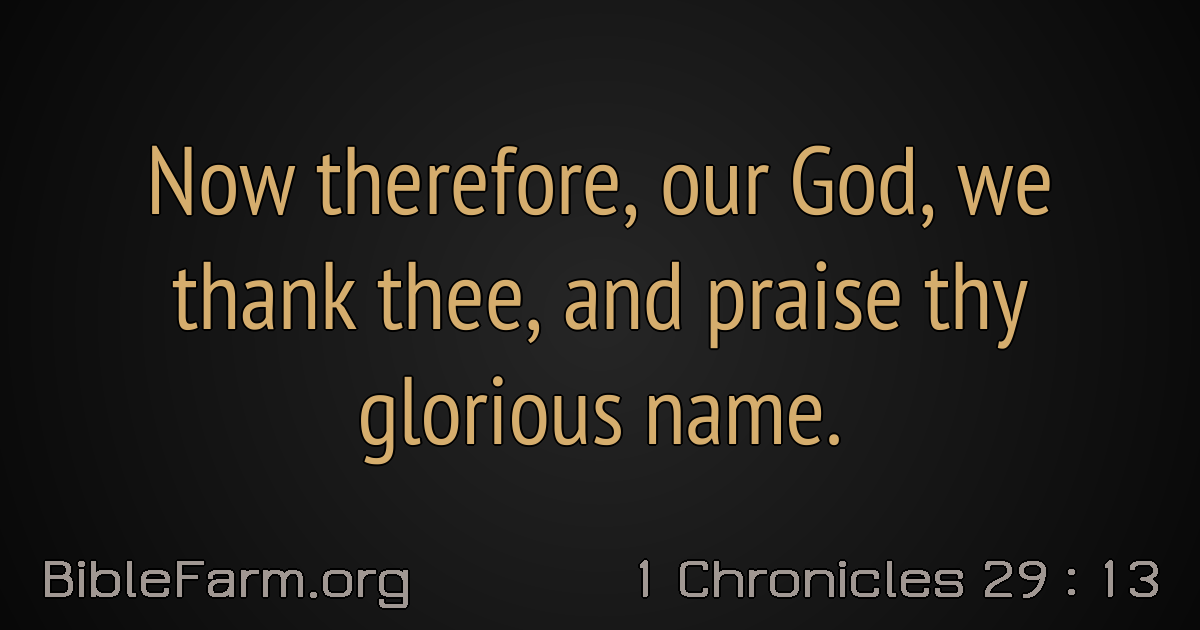 Now therefore, our God, we
thank thee, and praise thy
glorious name.
BibleFarm.org
1 Chronicles 29 : 13